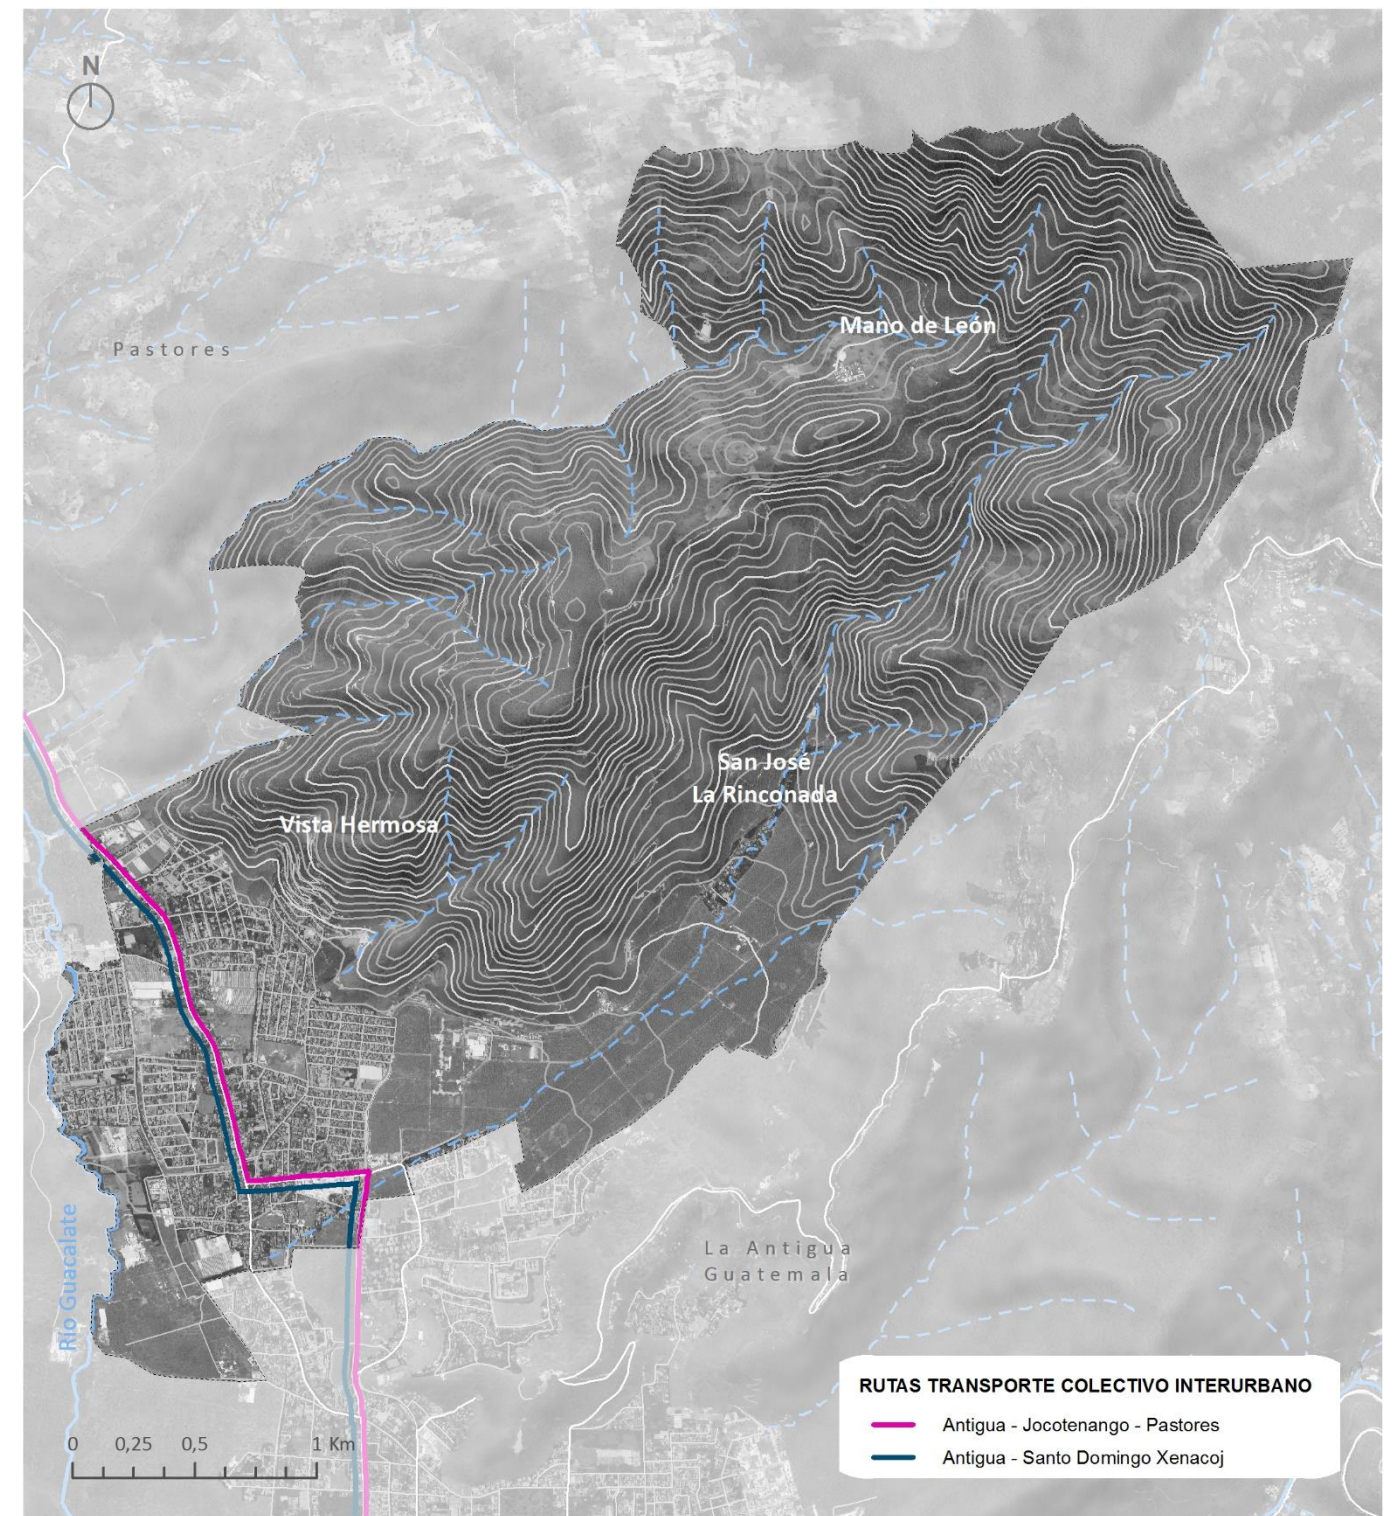 N
Mano de León
Pastores
San José
La Rinconada
Vista Hermosa
Río Guacalate
La Antigua
Guatemala
RUTAS TRANSPORTE COLECTIVO INTERURBANO
Antigua - Jocotenango - Pastores
Antigua - Santo Domingo Xenacoj
0 0,25 0,5 1 Km